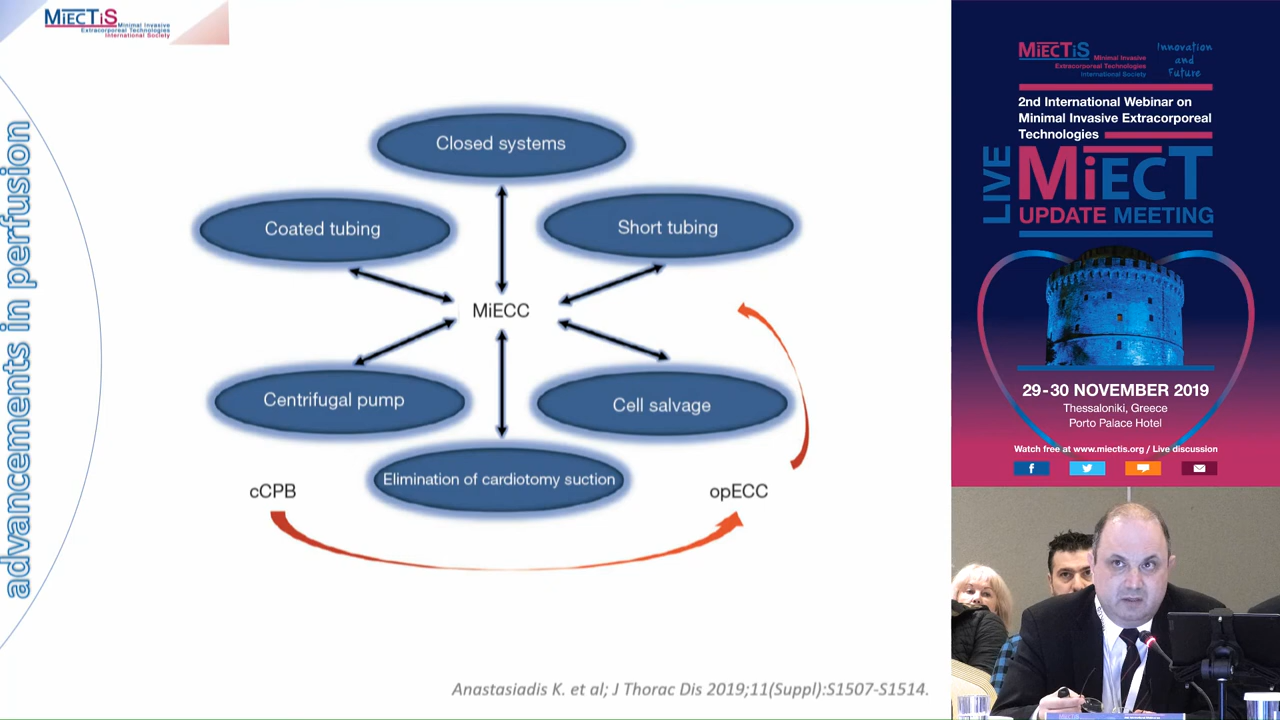 MiECTiS
Minimal Invasive
Extracorporeal Technologies
International Society
advancements in perfusion
Closed systems
Coated tubing
Short tubing
MiECC
Centrifugal pump
Cell salvage
Elimination of cardiotomy suction
cCPB
opECC
Anastasiadis K. et al; J Thorac Dis 2019;11(Suppl):S1507-S1514.
MiECTiS
Minimal Invasive
Extracorporeal Technologies
International Society
Innovation
and
Future
2nd International Webinar on
Minimal Invasive Extracorporeal
Technologies
LIVE
MiECT
UPDATE MEETING
29-30 NOVEMBER 2019
Thessaloniki, Greece
Porto Palace Hotel
Watch free at www.miectis.org / Live discussion